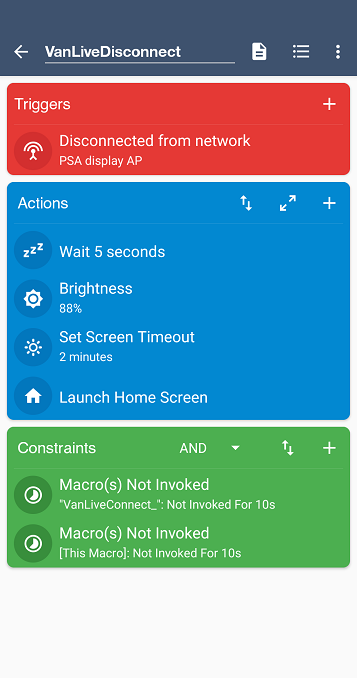 VanLiveDisconnect
Triggers
Disconnected from network
PSA display AP
Actions
zzz
Wait 5 seconds
Brightness
88%
Set Screen Timeout
2 minutes
Launch Home Screen
Constraints AND
Macro(s) Not Invoked
"VanLiveConnect_": Not Invoked For 10s
Macro(s) Not Invoked
[This Macro]: Not Invoked For 10s